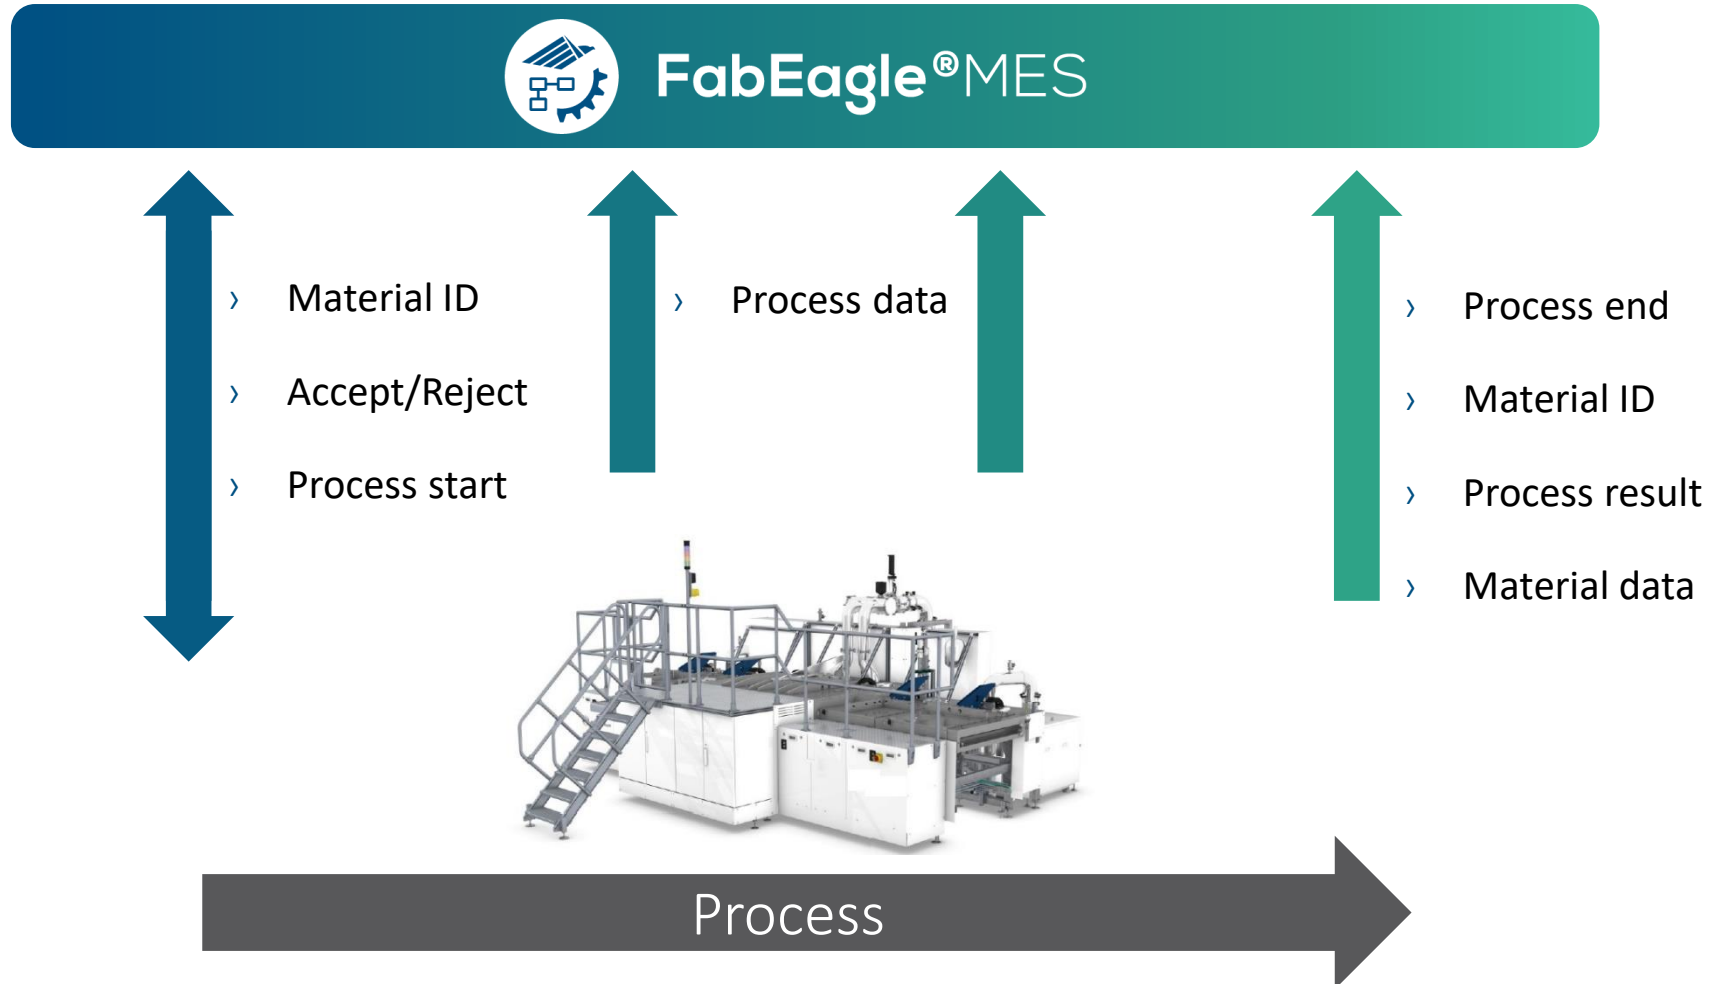 FabEagle®MES
› Material ID
› Accept/Reject
› Process start
› Process data
› Process end
› Material ID
› Process result
› Material data
Process